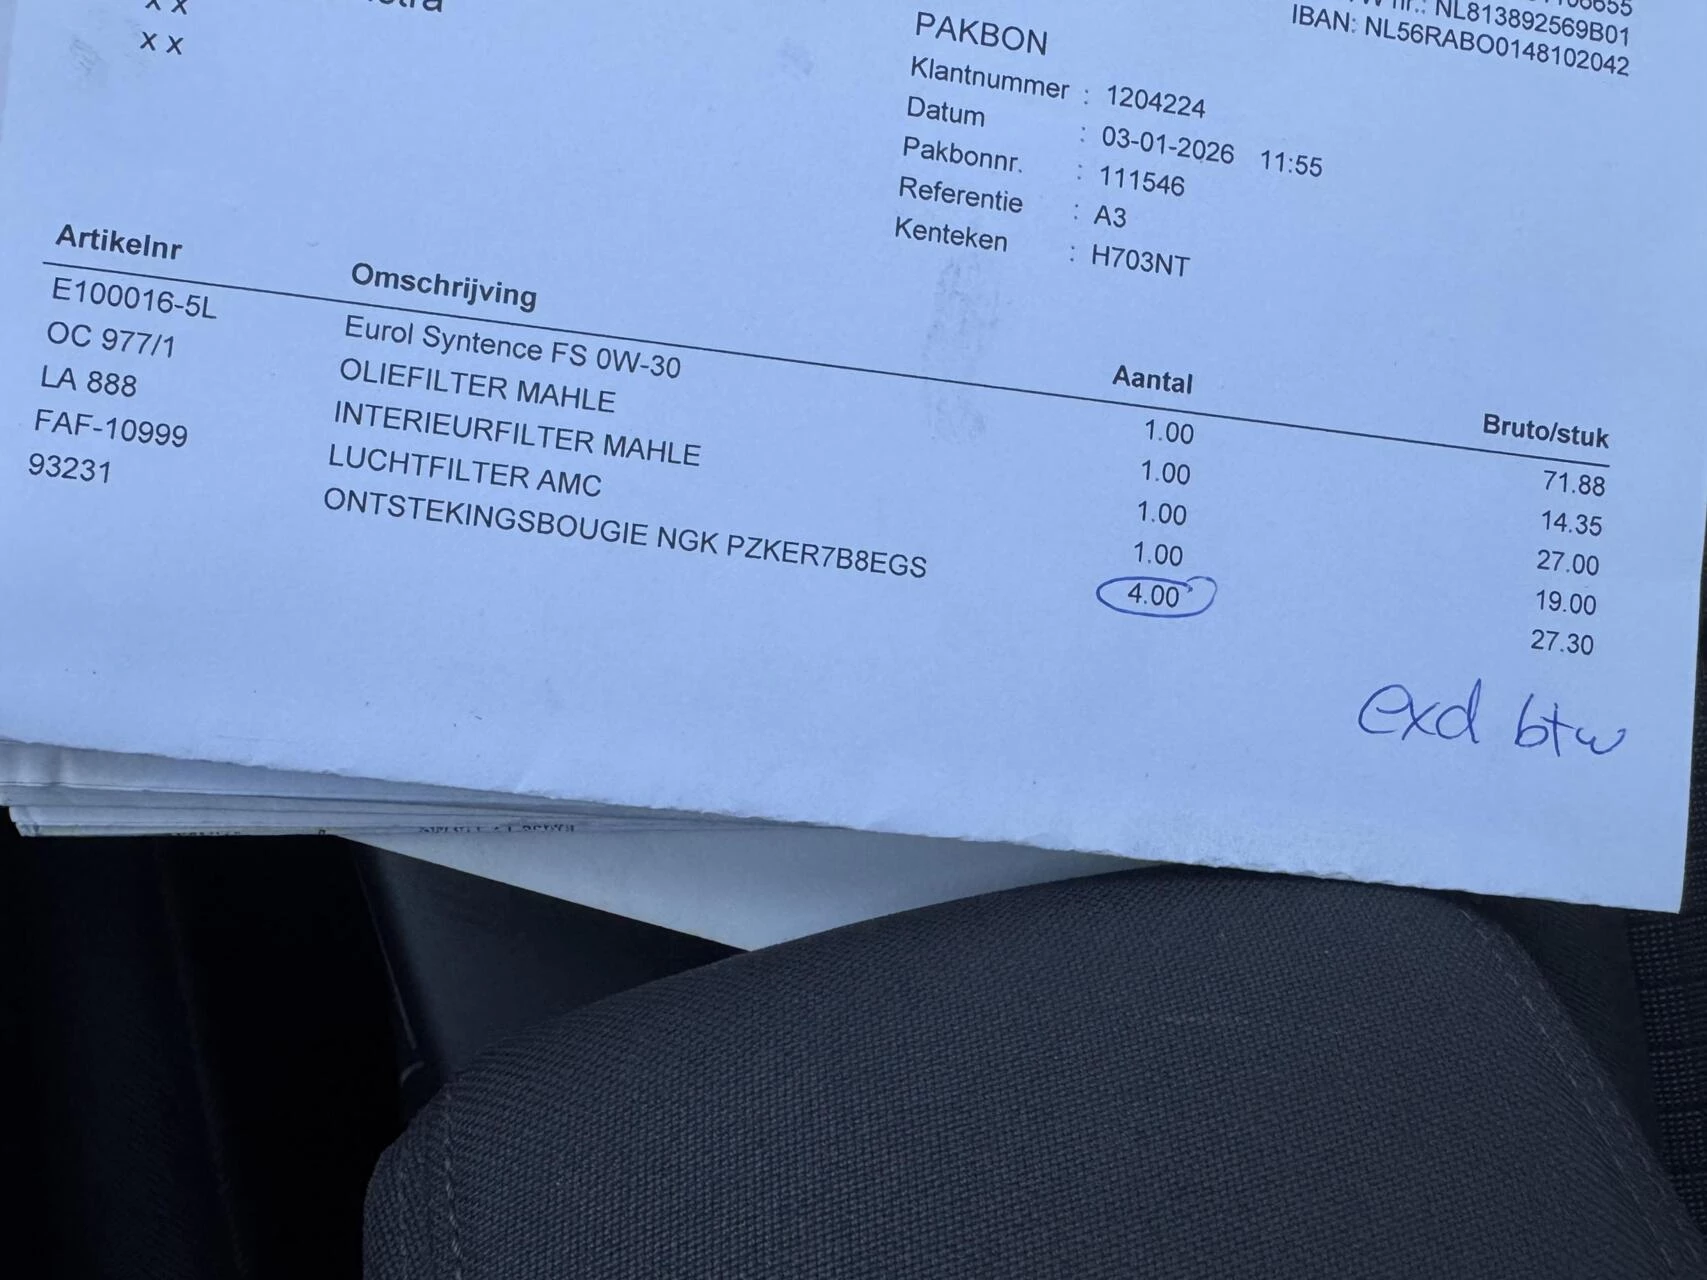 x x
x x
nr.: NL813892569B01
IBAN: NL56RABO0148102042
PAKBON
Klantnummer : 1204224
Datum : 03-01-2026 11:55
Pakbonnr. : 111546
Referentie : A3
Kenteken : H703NT
Artikelnr Omschrijving Aantal Bruto/stuk
E100016-5L Eurol Syntence FS 0W-30 1.00 71.88
OC 977/1 OLIEFILTER MAHLE 1.00 14.35
LA 888 INTERIEURFILTER MAHLE 1.00 27.00
FAF-10999 LUCHTFILTER AMC 1.00 19.00
93231 ONTSTEKINGSBOUGIE NGK PZKER7B8EGS 4.00 27.30
excl btw